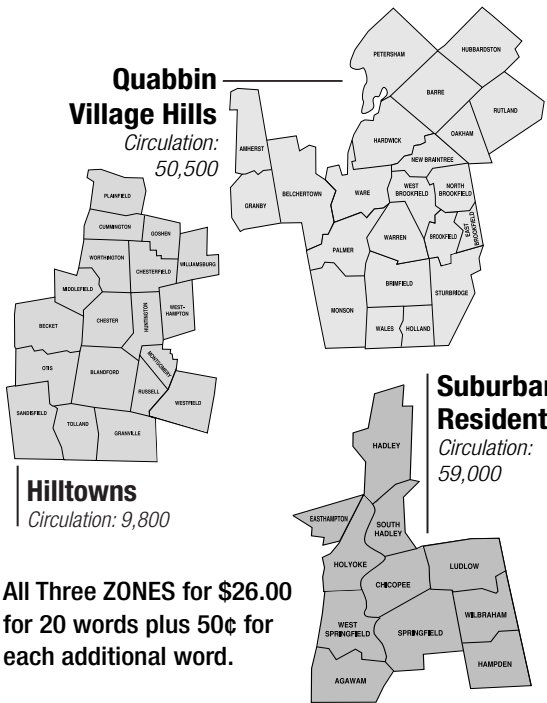 Quabbin
Village Hills
Circulation:
50,500
PETERSHAM
HUBBARDSTON
BARRE
RUTLAND
HARDWICK
OAKHAM
NEW BRAINTREE
AMHERST
BELCHERTOWN
GRANBY
WARE
WEST
BROOKFIELD
NORTH
BROOKFIELD
EAST
BROOKFIELD
BROOKFIELD
WARREN
PALMER
BRIMFIELD
STURBRIDGE
MONSON
WALES
HOLLAND
PLAINFIELD
CUMMINGTON
GOSHEN
WORTHINGTON
CHESTERFIELD
WILLIAMSBURG
MIDDLEFIELD
WEST-
HAMPTON
HUNTINGTON
CHESTER
BECKET
MONTGOMERY
OTIS
BLANDFORD
RUSSELL
WESTFIELD
SANDISFIELD
TOLLAND
GRANVILLE
Hilltowns
Circulation: 9,800
Suburban
Resident
Circulation:
59,000
HADLEY
EASTHAMPTON
SOUTH
HADLEY
HOLYOKE
CHICOPEE
LUDLOW
WEST
SPRINGFIELD
SPRINGFIELD
WILBRAHAM
HAMPDEN
AGAWAM
All Three ZONES for $26.00
for 20 words plus 50¢ for
each additional word.